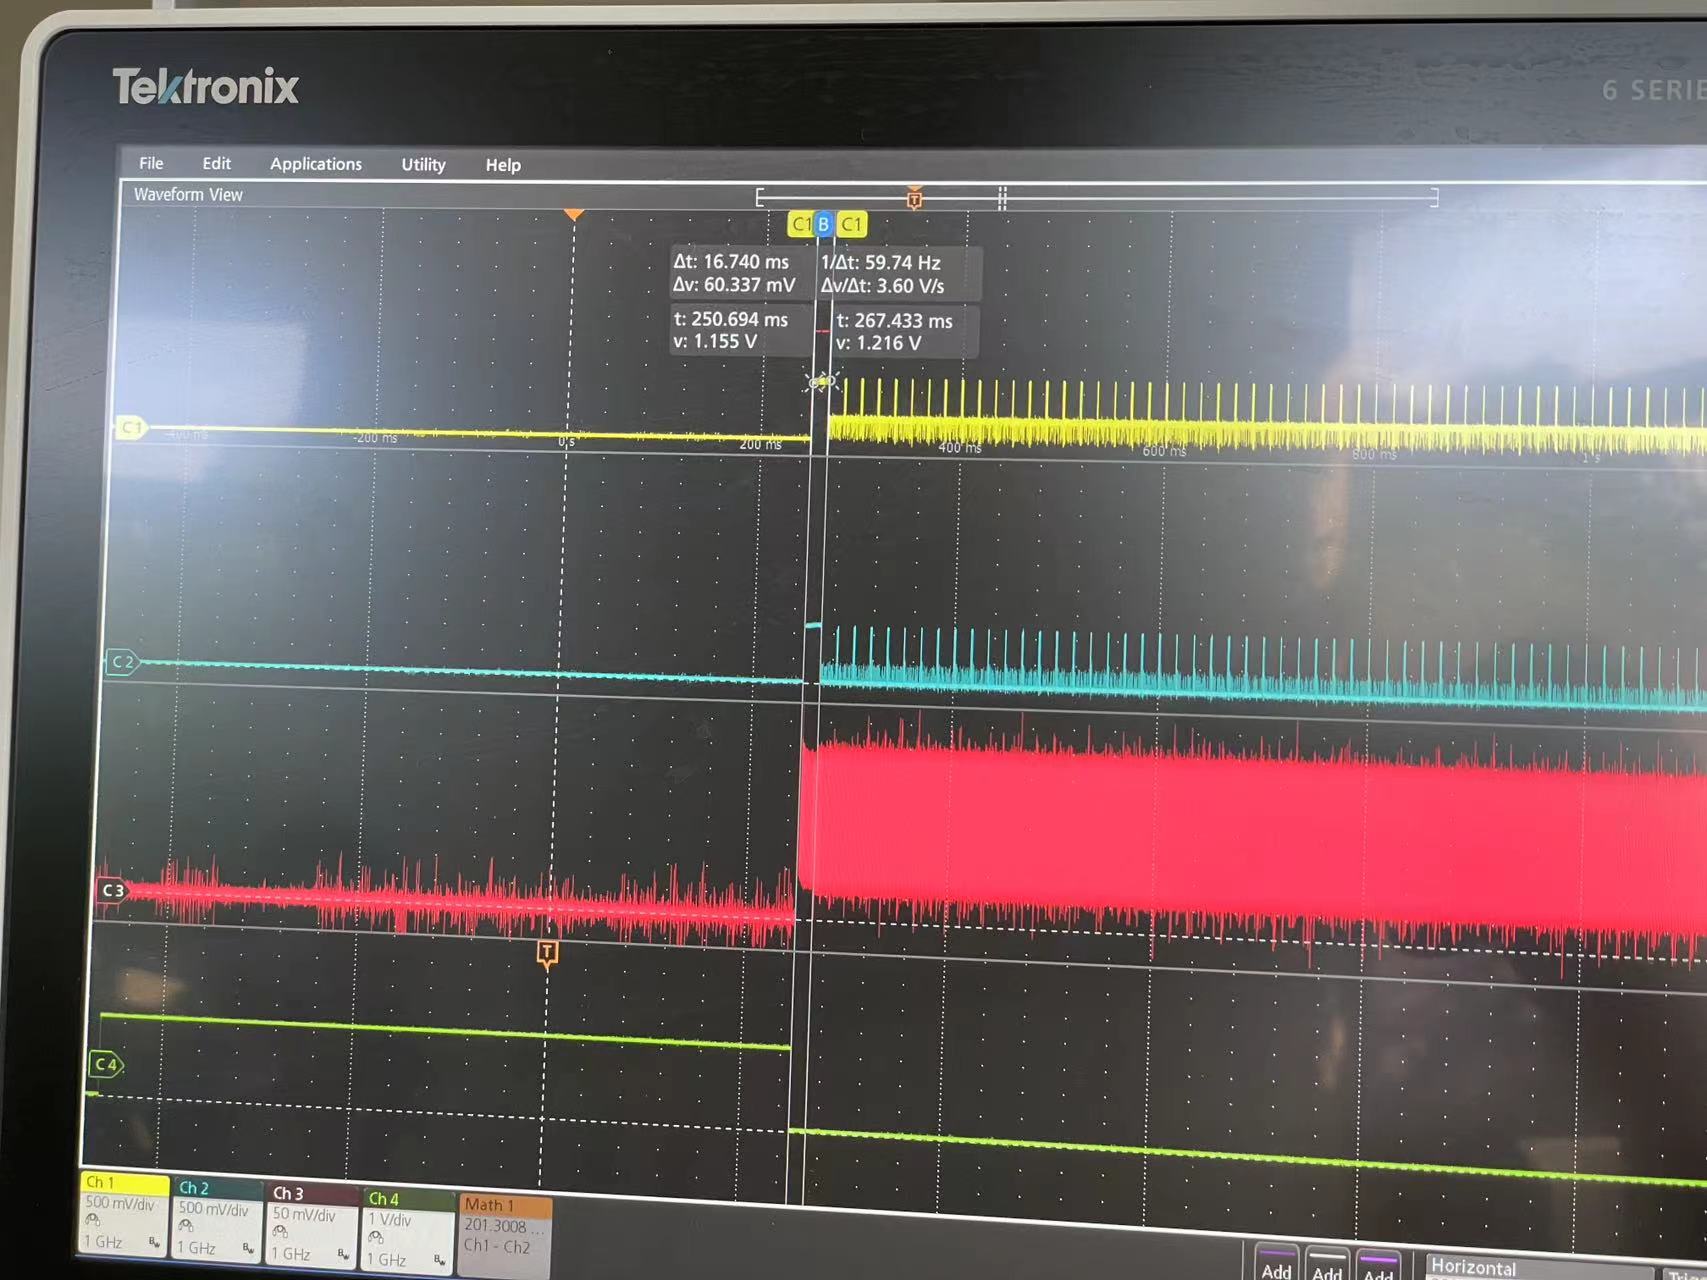 Tektronix
6 SERIE
File Edit Applications Utility Help
Waveform View
T
C1 B C1
Δt: 16.740 ms 1/Δt: 59.74 Hz
Δv: 60.337 mV Δv/Δt: 3.60 V/s
t: 250.694 ms t: 267.433 ms
v: 1.155 V v: 1.216 V
C1
-400 ms -200 ms 0 s 200 ms 400 ms 600 ms 800 ms 1 s
C2
C3
T
C4
Ch 1 Ch 2 Ch 3 Ch 4 Math 1
500 mV/div 500 mV/div 50 mV/div 1 V/div 201.3008 ...
Ch1 - Ch2
1 GHz Bw 1 GHz Bw 1 GHz Bw 1 GHz Bw
Add Add Add Horizontal